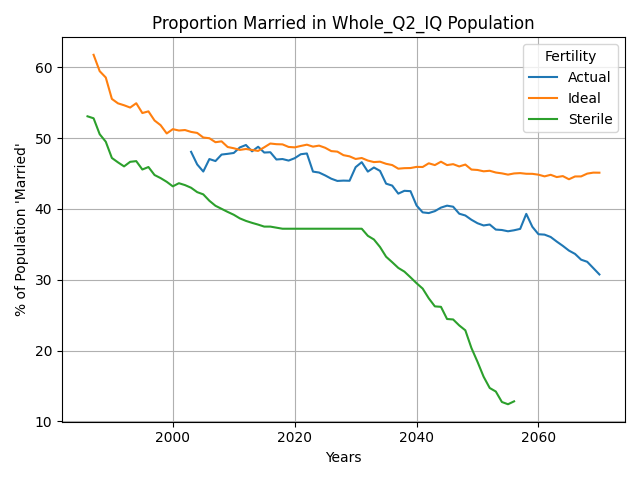 Proportion Married in Whole_Q2_IQ Population
% of Population 'Married'
60
50
40
30
20
10
2000
2020
2040
2060
Years
Fertility
Actual
Ideal
Sterile